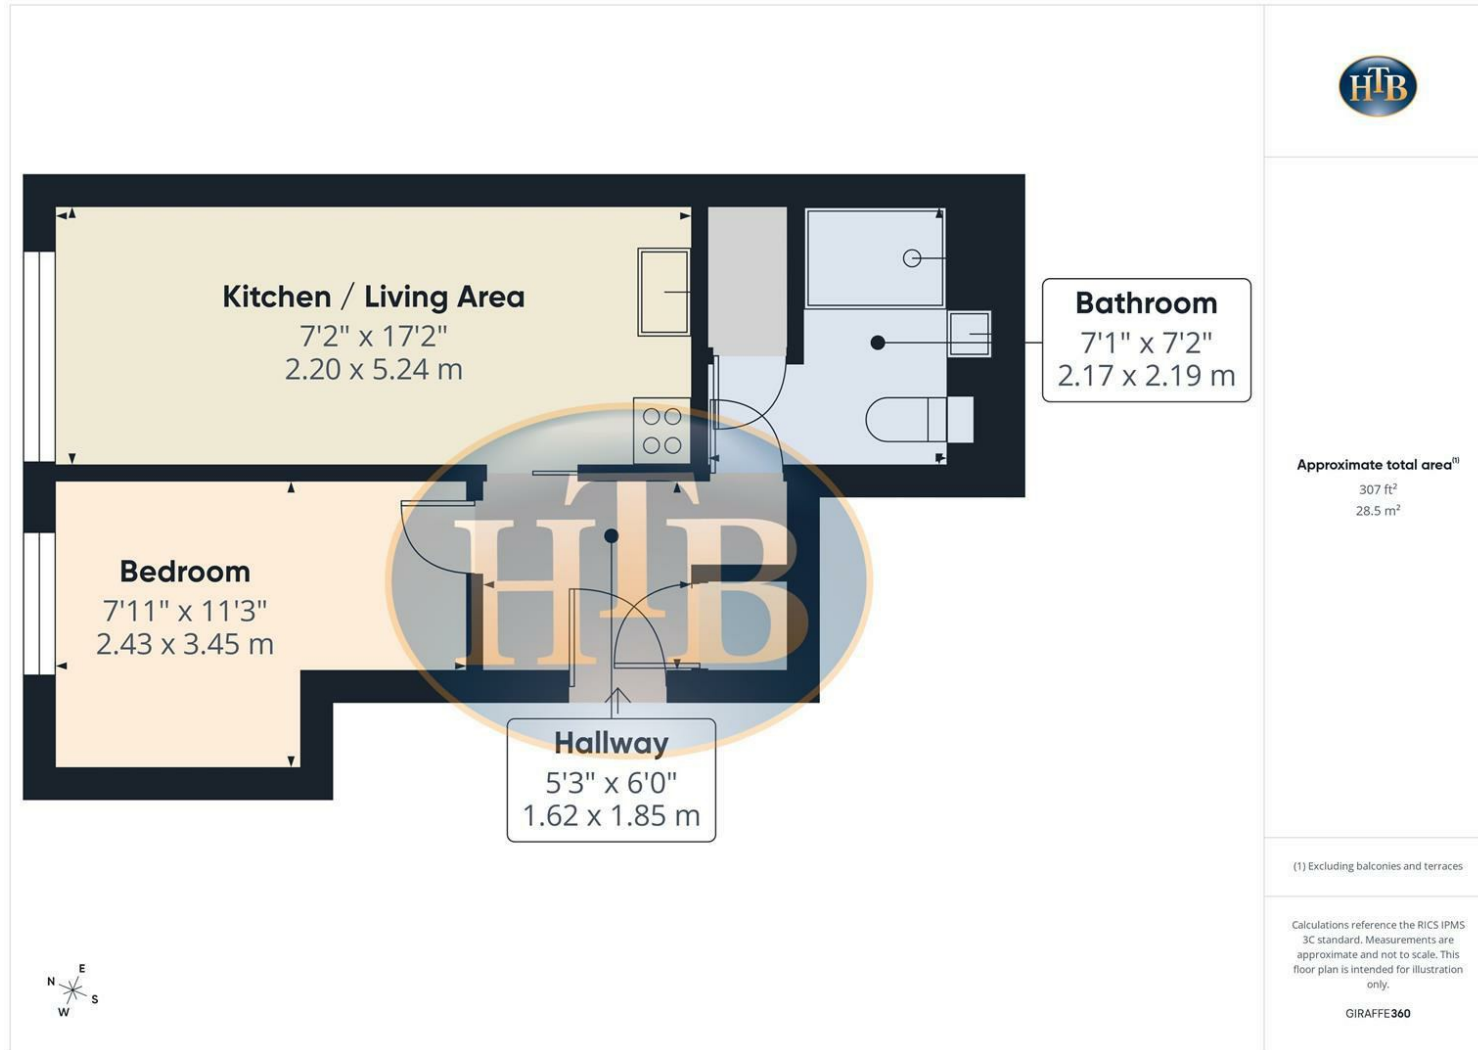 HTB
Kitchen / Living Area
7'2" x 17'2"
2.20 x 5.24 m
Bathroom
7'1" x 7'2"
2.17 x 2.19 m
Bedroom
7'11" x 11'3"
2.43 x 3.45 m
HTB
Hallway
5'3" x 6'0"
1.62 x 1.85 m
Approximate total area(1)
307 ft²
28.5 m²
(1) Excluding balconies and terraces
Calculations reference the RICS IPMS
3C standard. Measurements are
approximate and not to scale. This
floor plan is intended for illustration
only.
GIRAFFE360
E
N
S
W